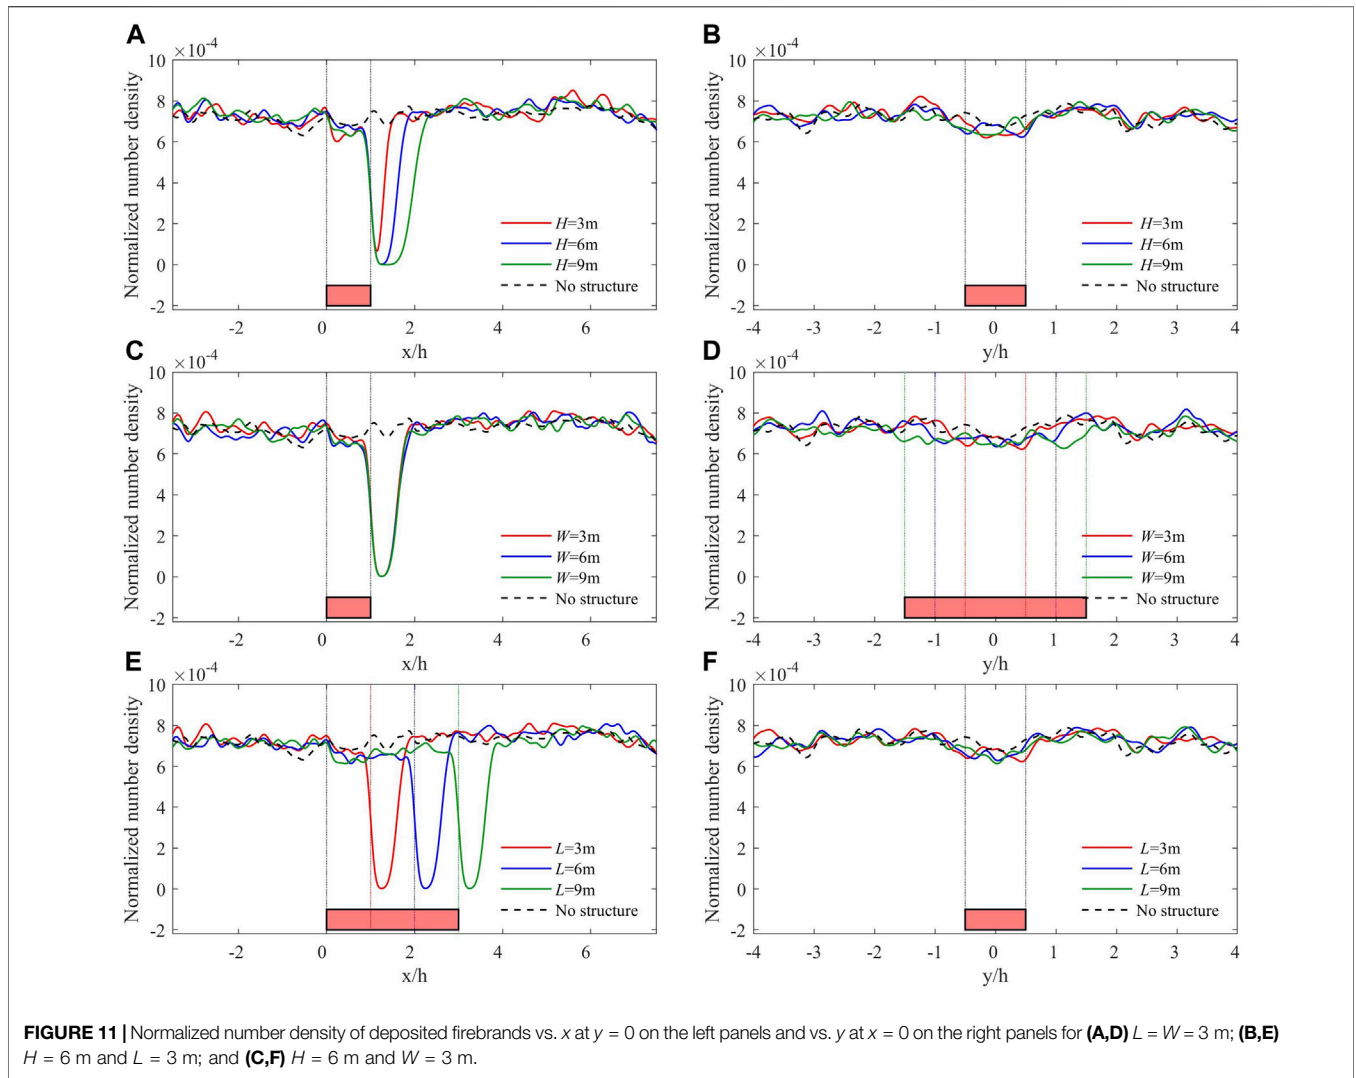 A
×10⁻⁴
10
8
6
4
2
0
-2
Normalized number density
H=3m
H=6m
H=9m
No structure
-2 0 2 4 6
x/h
B
×10⁻⁴
10
8
6
4
2
0
-2
Normalized number density
H=3m
H=6m
H=9m
No structure
-4 -3 -2 -1 0 1 2 3 4
y/h
C
×10⁻⁴
10
8
6
4
2
0
-2
Normalized number density
W=3m
W=6m
W=9m
No structure
-2 0 2 4 6
x/h
D
×10⁻⁴
10
8
6
4
2
0
-2
Normalized number density
W=3m
W=6m
W=9m
No structure
-4 -3 -2 -1 0 1 2 3 4
y/h
E
×10⁻⁴
10
8
6
4
2
0
-2
Normalized number density
L=3m
L=6m
L=9m
No structure
-2 0 2 4 6
x/h
F
×10⁻⁴
10
8
6
4
2
0
-2
Normalized number density
L=3m
L=6m
L=9m
No structure
-4 -3 -2 -1 0 1 2 3 4
y/h
FIGURE 11 | Normalized number density of deposited firebrands vs. x at y = 0 on the left panels and vs. y at x = 0 on the right panels for (A,D) L = W = 3 m; (B,E)
H = 6 m and L = 3 m; and (C,F) H = 6 m and W = 3 m.